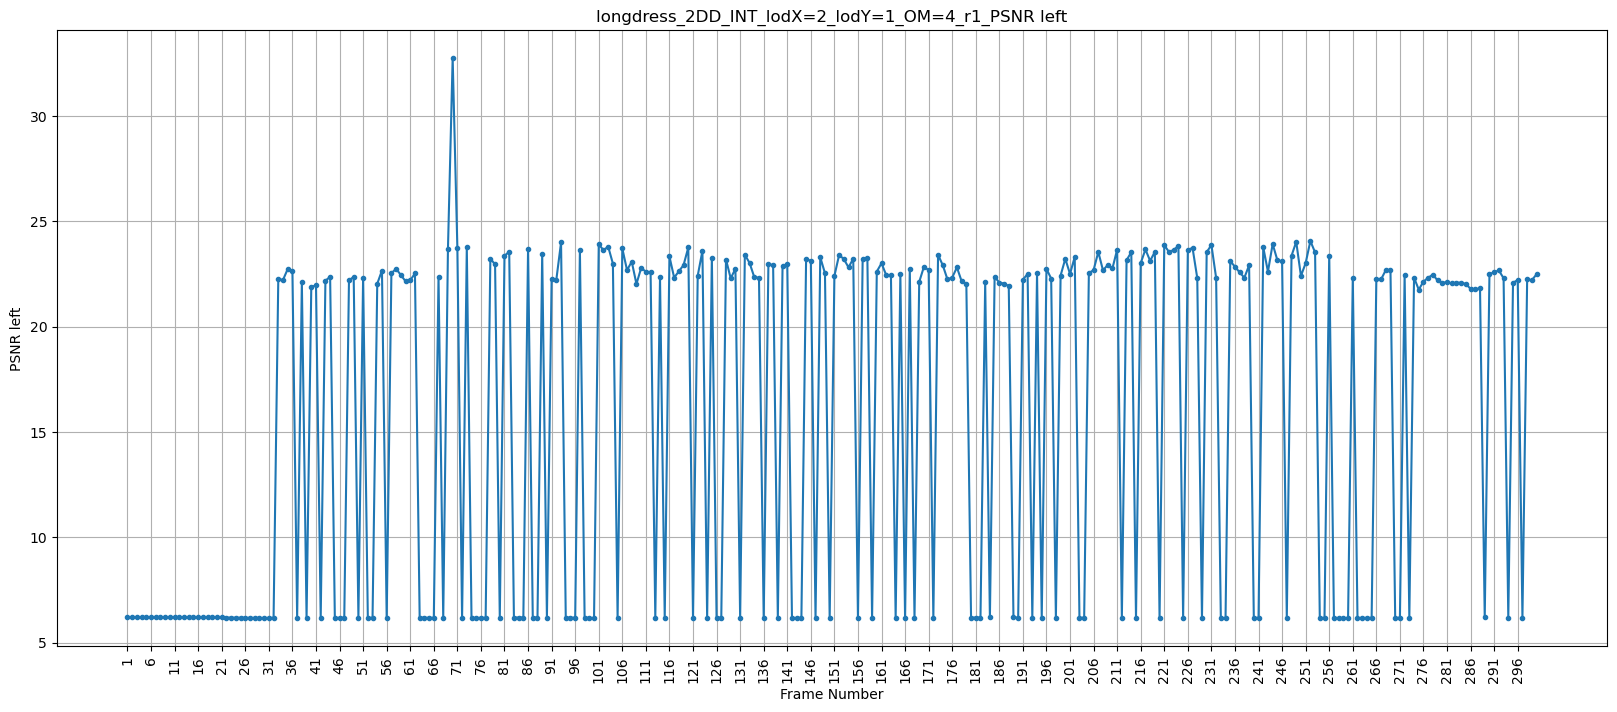 longdress_2DD_INT_lodX=2_lodY=1_OM=4_r1_PSNR left
PSNR left
30
25
20
15
10
5
1 6 11 16 21 26 31 36 41 46 51 56 61 66 71 76 81 86 91 96 101 106 111 116 121 126 131 136 141 146 151 156 161 166 171 176 181 186 191 196 201 206 211 216 221 226 231 236 241 246 251 256 261 266 271 276 281 286 291 296
Frame Number